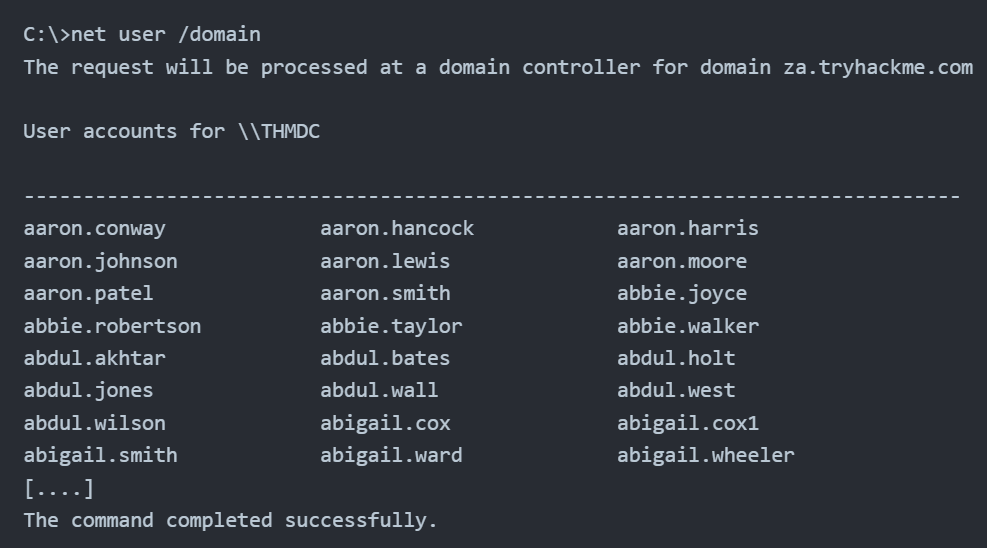 C:\>net user /domain
The request will be processed at a domain controller for domain za.tryhackme.com
User accounts for \\THMDC
-------------------------------------------------------------------------------
aaron.conway aaron.hancock aaron.harris
aaron.johnson aaron.lewis aaron.moore
aaron.patel aaron.smith abbie.joyce
abbie.robertson abbie.taylor abbie.walker
abdul.akhtar abdul.bates abdul.holt
abdul.jones abdul.wall abdul.west
abdul.wilson abigail.cox abigail.cox1
abigail.smith abigail.ward abigail.wheeler
[....]
The command completed successfully.